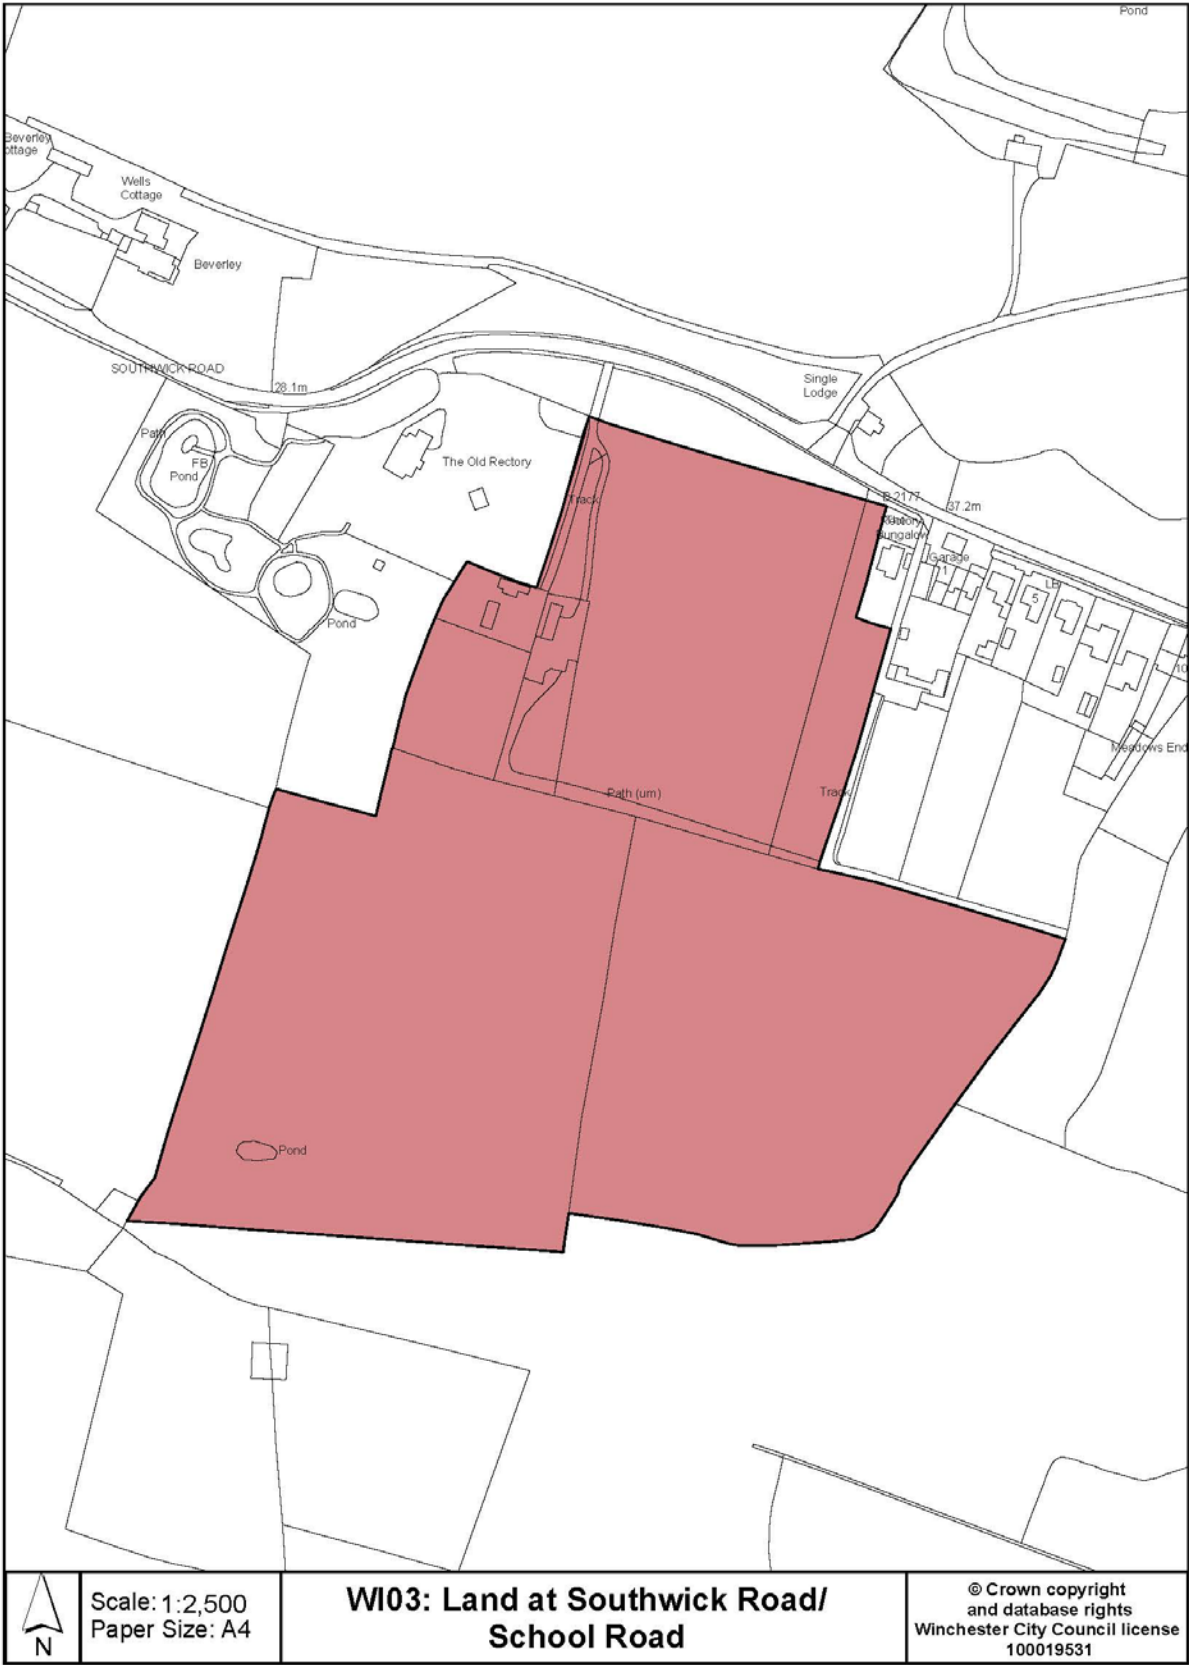 Pond
Beverley
ottage
Wells
Cottage
Beverley
SOUTHWICK ROAD
28.1m
Single
Lodge
Path
FB
Pond
The Old Rectory
Track
B 2177
37.2m
Rectory
Bungalow
Garage
1
LB
5
Pond
10
Meadows End
Path (um)
Track
Pond
N
Scale: 1:2,500
Paper Size: A4
WI03: Land at Southwick Road/
School Road
© Crown copyright
and database rights
Winchester City Council license
100019531